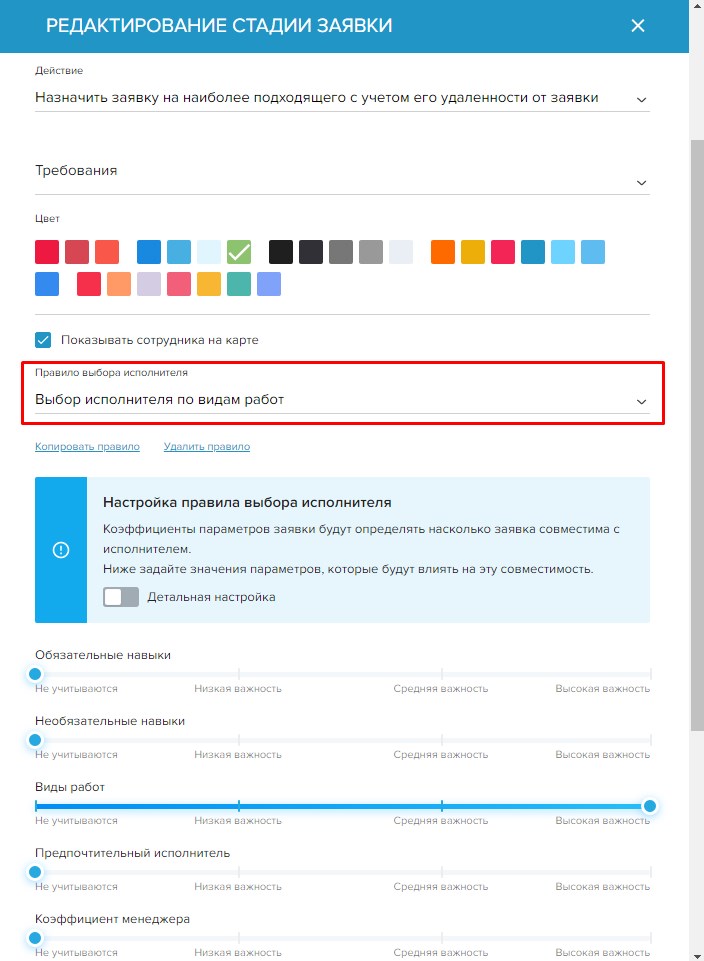 РЕДАКТИРОВАНИЕ СТАДИИ ЗАЯВКИ
Действие
Назначить заявку на наиболее подходящего с учетом его удаленности от заявки
Требования
Цвет
Показывать сотрудника на карте
Правило выбора исполнителя
Выбор исполнителя по видам работ
Копировать правило Удалить правило
Настройка правила выбора исполнителя
Коэффициенты параметров заявки будут определять насколько заявка совместима с
исполнителем.
Ниже задайте значения параметров, которые будут влиять на эту совместимость.
Детальная настройка
Обязательные навыки
Не учитываются Низкая важность Средняя важность Высокая важность
Необязательные навыки
Не учитываются Низкая важность Средняя важность Высокая важность
Виды работ
Не учитываются Низкая важность Средняя важность Высокая важность
Предпочтительный исполнитель
Не учитываются Низкая важность Средняя важность Высокая важность
Коэффициент менеджера
Не учитываются Низкая важность Средняя важность Высокая важность